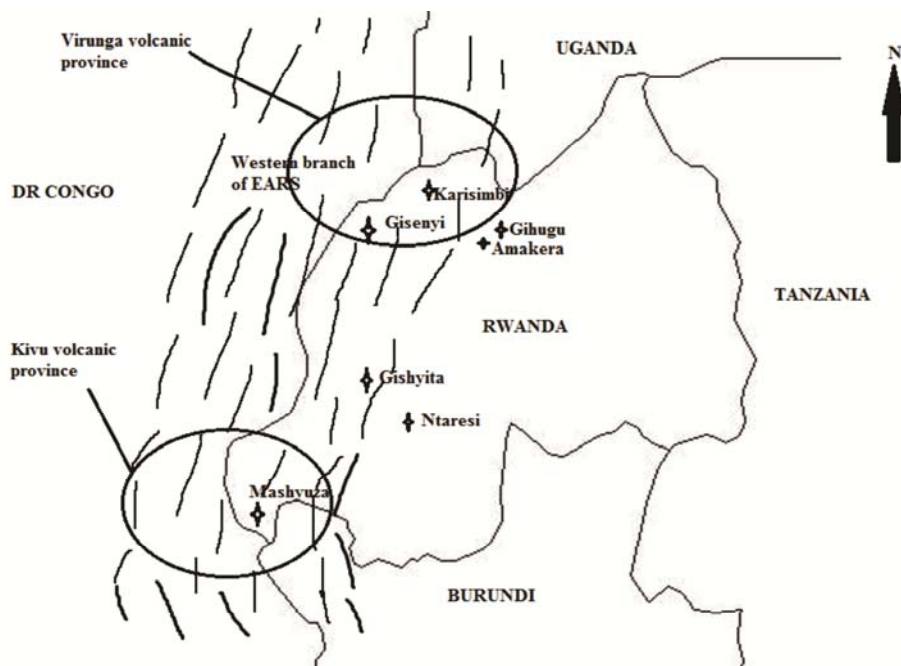 Virunga volcanic
province
UGANDA
N
Western branch
of EARS
DR CONGO
Karisimbi
Gisenyi
Gihugu
Amakera
TANZANIA
RWANDA
Kivu volcanic
province
Gishyita
Ntaresi
Mashyuza
BURUNDI